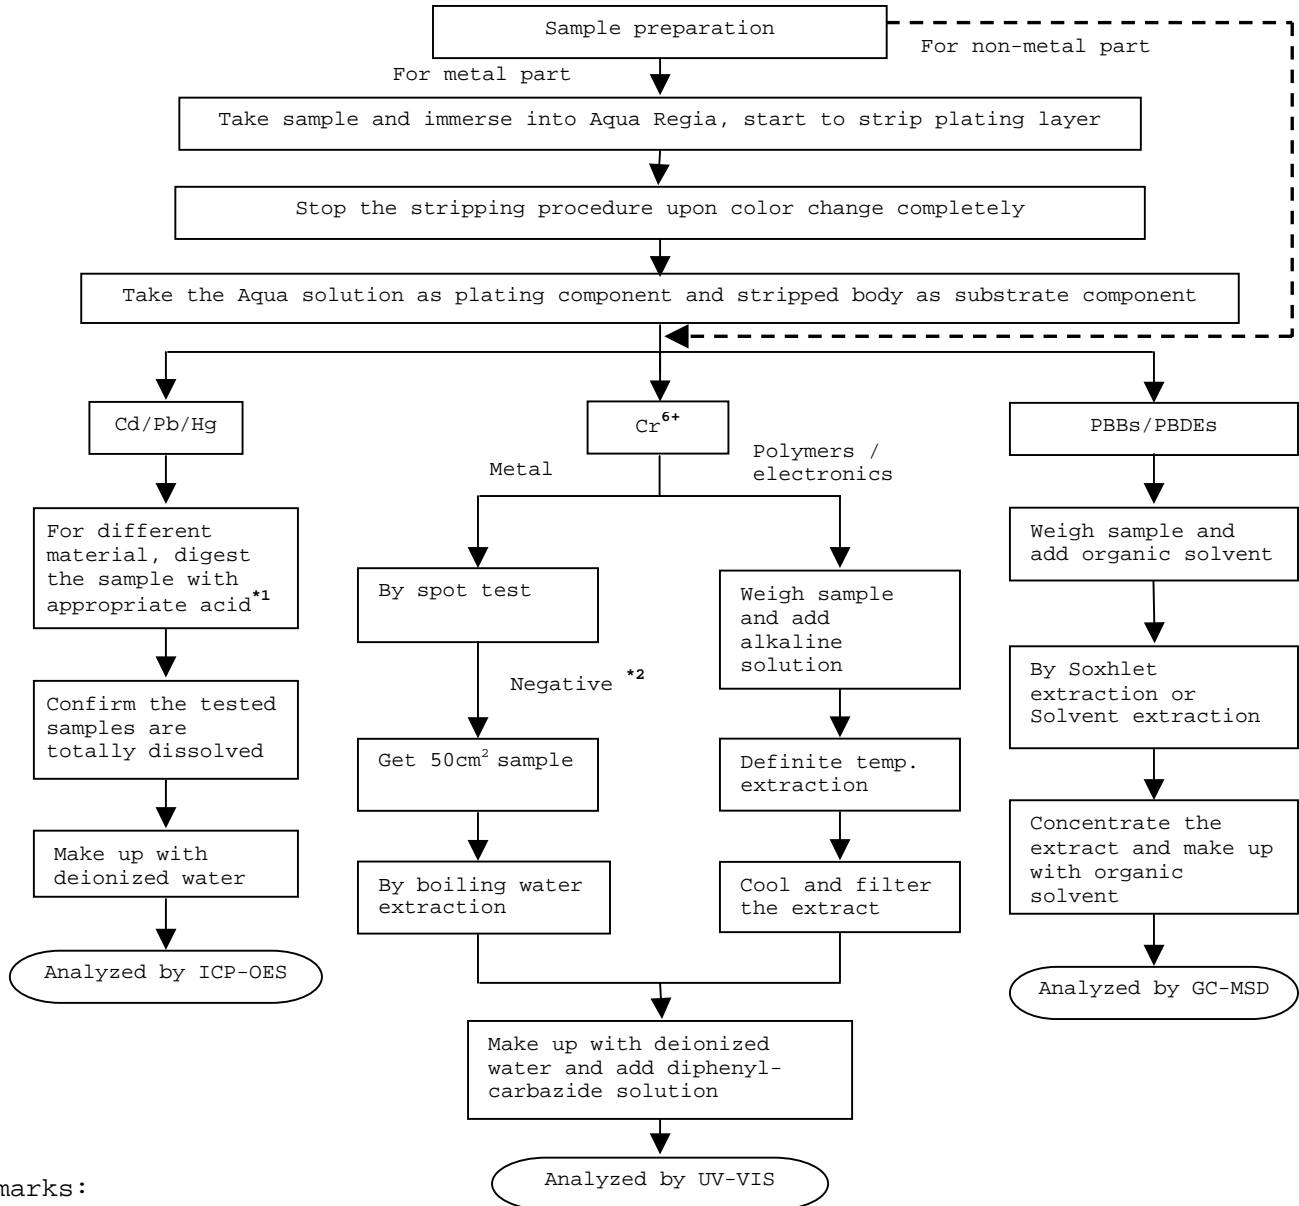 Sample preparation
For non-metal part
For metal part
Take sample and immerse into Aqua Regia, start to strip plating layer
Stop the stripping procedure upon color change completely
Take the Aqua solution as plating component and stripped body as substrate component
Cd/Pb/Hg
For different
material, digest
the sample with
appropriate acid*1
Confirm the tested
samples are
totally dissolved
Make up with
deionized water
Analyzed by ICP-OES
Cr6+
Metal
Polymers /
electronics
By spot test
Negative *2
Get 50cm2 sample
By boiling water
extraction
Weigh sample
and add
alkaline
solution
Definite temp.
extraction
Cool and filter
the extract
Make up with deionized
water and add diphenyl-
carbazide solution
Analyzed by UV-VIS
PBBs/PBDEs
Weigh sample and
add organic solvent
By Soxhlet
extraction or
Solvent extraction
Concentrate the
extract and make up
with organic
solvent
Analyzed by GC-MSD
marks: